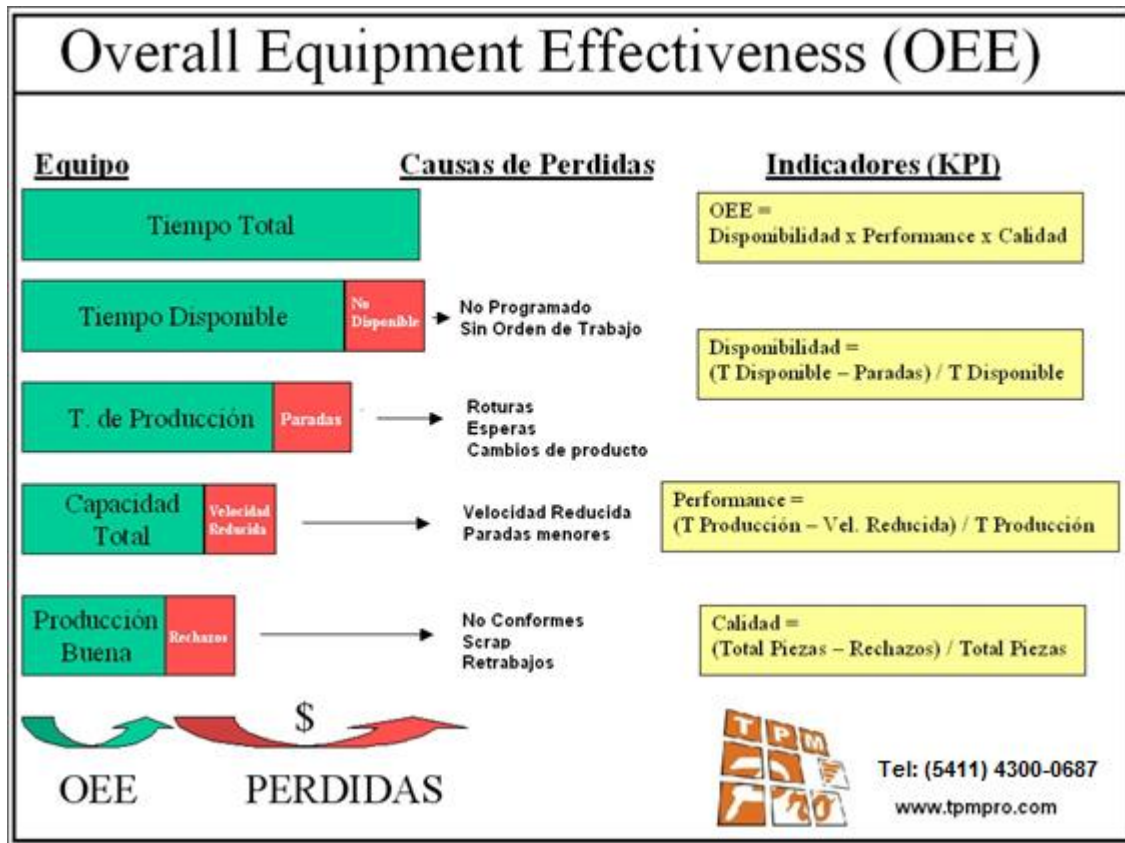 Overall Equipment Effectiveness (OEE)
Equipo
Causas de Perdidas
Indicadores (KPI)
Tiempo Total
OEE =
Disponibilidad x Performance x Calidad
Tiempo Disponible
No
Disponible
No Programado
Sin Orden de Trabajo
Disponibilidad =
(T Disponible – Paradas) / T Disponible
T. de Producción
Paradas
Roturas
Esperas
Cambios de producto
Capacidad
Total
Velocidad
Reducida
Velocidad Reducida
Paradas menores
Performance =
(T Producción – Vel. Reducida) / T Producción
Producción
Buena
Rechazos
No Conformes
Scrap
Retrabajos
Calidad =
(Total Piezas – Rechazos) / Total Piezas
$
OEE
PERDIDAS
TPM
Tel: (5411) 4300-0687
www.tpmpro.com